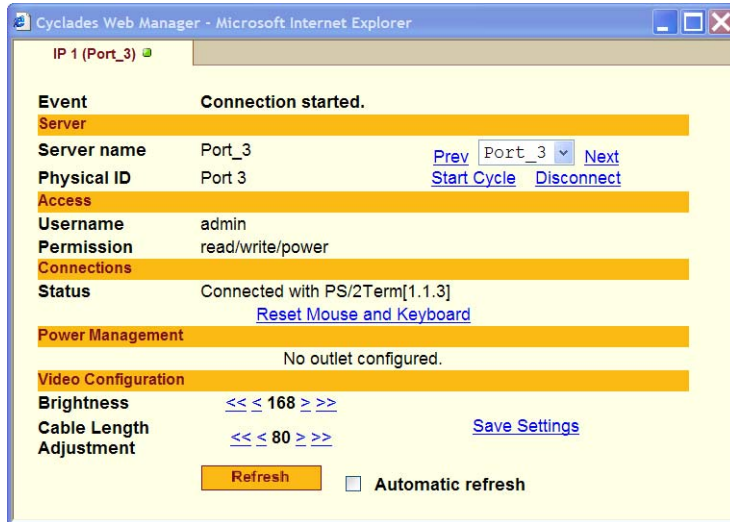 Cyclades Web Manager - Microsoft Internet Explorer
IP 1 (Port_3)
Event Connection started.
Server
Server name Port_3 Prev Port_3 Next
Physical ID Port 3 Start Cycle Disconnect
Access
Username admin
Permission read/write/power
Connections
Status Connected with PS/2Term[1.1.3]
Reset Mouse and Keyboard
Power Management
No outlet configured.
Video Configuration
Brightness << < 168 > >>
Cable Length
Adjustment << < 80 > >> Save Settings
Refresh Automatic refresh